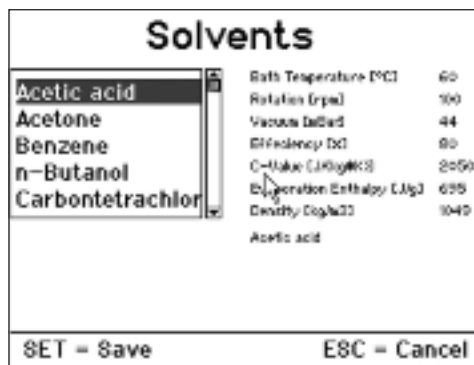 Solvents
Acetic acid
Acetone
Benzene
n-Butanol
Carbontetrachlor
Bath Temperature [°C] 60
Rotation [rpm] 100
Vacuum [mBar] 44
Efficiency [%] 80
C-Value [J/(kg*K)] 2050
Evaporation Enthalpy [J/g] 695
Density [kg/m3] 1049
Acetic acid
SET = Save
ESC = Cancel